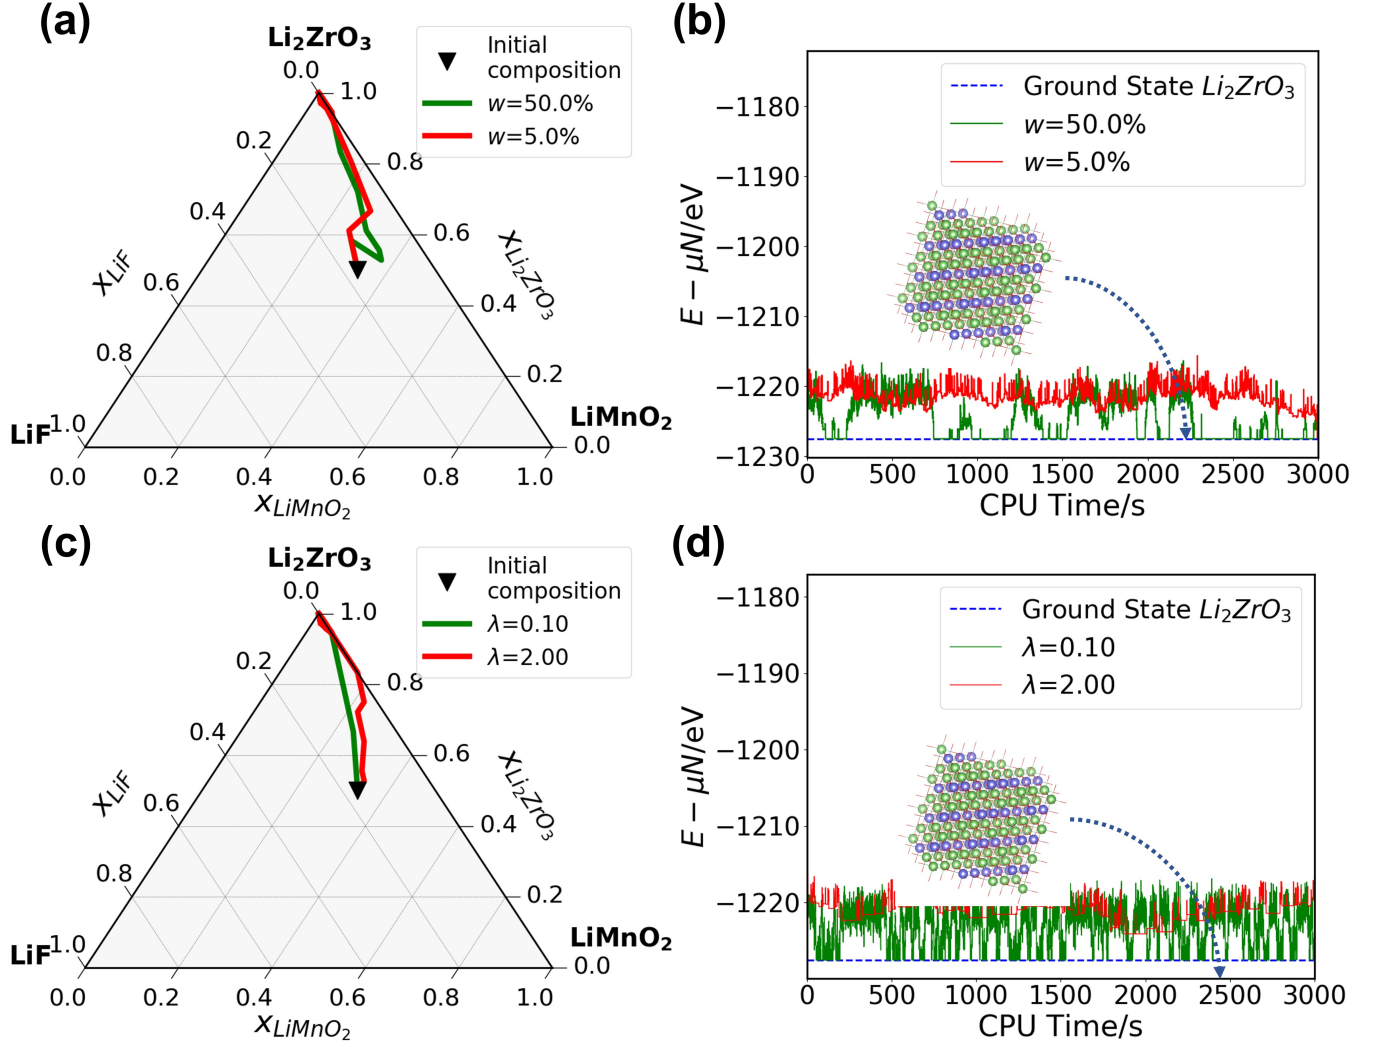 (a)
Li₂ZrO₃
0.0
1.0
0.2
0.8
0.4
0.6
0.6
0.4
0.8
0.2
1.0
0.0
LiF
LiMnO₂
x_LiF
x_Li₂ZrO₃
0.0 0.2 0.4 0.6 0.8 1.0
x_LiMnO₂
Initial
composition
w=50.0%
w=5.0%
(b)
Ground State Li₂ZrO₃
w=50.0%
w=5.0%
E − μN/eV
−1180
−1190
−1200
−1210
−1220
−1230
0 500 1000 1500 2000 2500 3000
CPU Time/s
(c)
Li₂ZrO₃
0.0
1.0
0.2
0.8
0.4
0.6
0.6
0.4
0.8
0.2
1.0
0.0
LiF
LiMnO₂
x_LiF
x_Li₂ZrO₃
0.0 0.2 0.4 0.6 0.8 1.0
x_LiMnO₂
Initial
composition
λ=0.10
λ=2.00
(d)
Ground State Li₂ZrO₃
λ=0.10
λ=2.00
E − μN/eV
−1180
−1190
−1200
−1210
−1220
0 500 1000 1500 2000 2500 3000
CPU Time/s